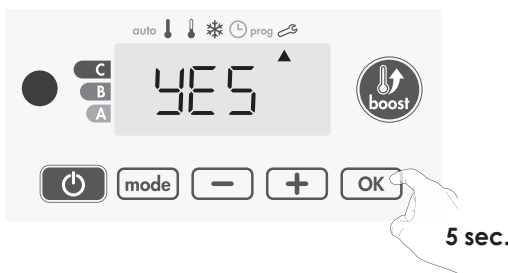 auto prog
C
B
A
YES
boost
mode − + OK
5 sec.